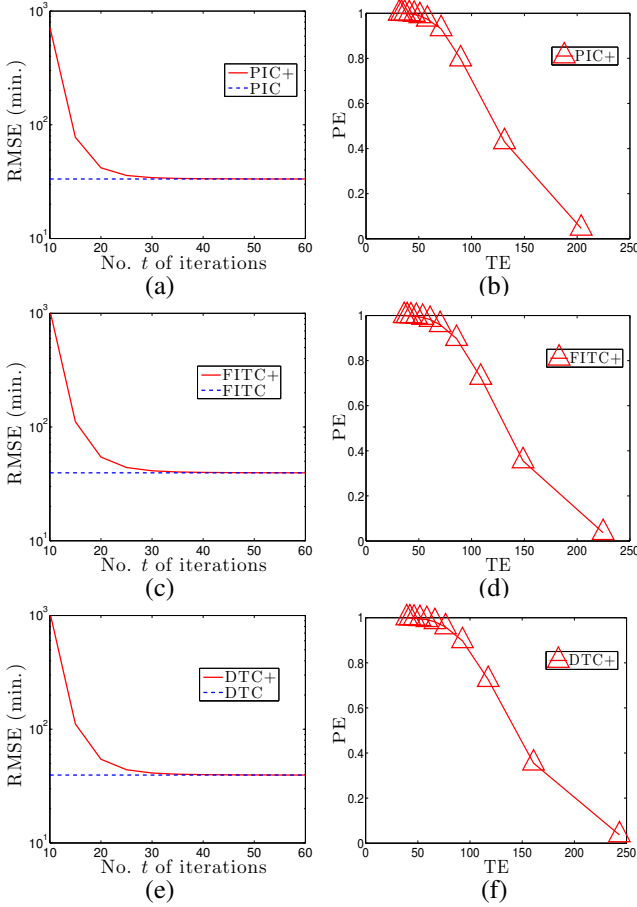 10³
10²
10¹
RMSE (min.)
PIC+
PIC
10 20 30 40 50 60
No. t of iterations
(a)
1
0.8
0.6
0.4
0.2
0
PE
PIC+
0 50 100 150 200 250
TE
(b)
10³
10²
10¹
RMSE (min.)
FITC+
FITC
10 20 30 40 50 60
No. t of iterations
(c)
1
0.8
0.6
0.4
0.2
0
PE
FITC+
0 50 100 150 200 250
TE
(d)
10³
10²
10¹
RMSE (min.)
DTC+
DTC
10 20 30 40 50 60
No. t of iterations
(e)
1
0.8
0.6
0.4
0.2
0
PE
DTC+
0 50 100 150 200 250
TE
(f)